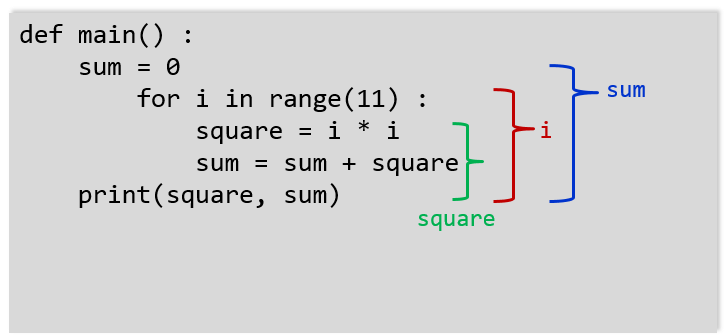 def main() :
    sum = 0
        for i in range(11) :
            square = i * i
            sum = sum + square
    print(square, sum)
sum
i
square